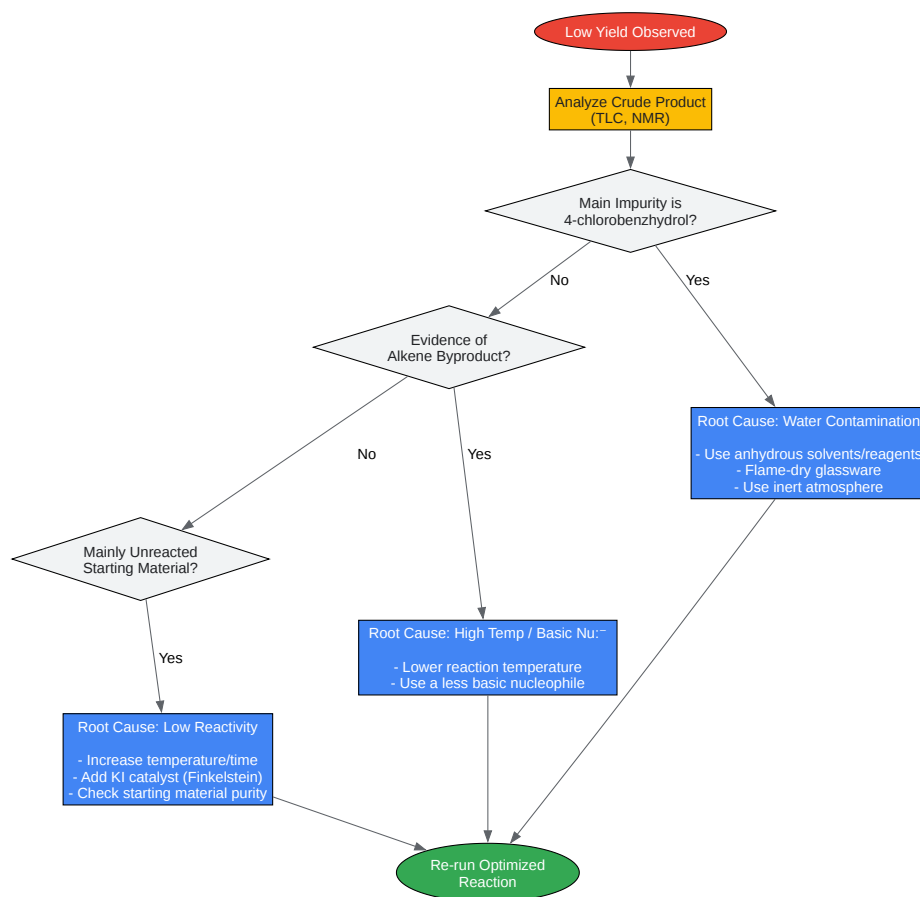 Low Yield Observed
Analyze Crude Product
(TLC, NMR)
Main Impurity is
4-chlorobenzhydrol?
No
Yes
Evidence of
Alkene Byproduct?
Root Cause: Water Contamination
- Use anhydrous solvents/reagents
- Flame-dry glassware
- Use inert atmosphere
No
Yes
Mainly Unreacted
Starting Material?
Root Cause: High Temp / Basic Nu:⁻
- Lower reaction temperature
- Use a less basic nucleophile
Yes
Root Cause: Low Reactivity
- Increase temperature/time
- Add KI catalyst (Finkelstein)
- Check starting material purity
Re-run Optimized
Reaction